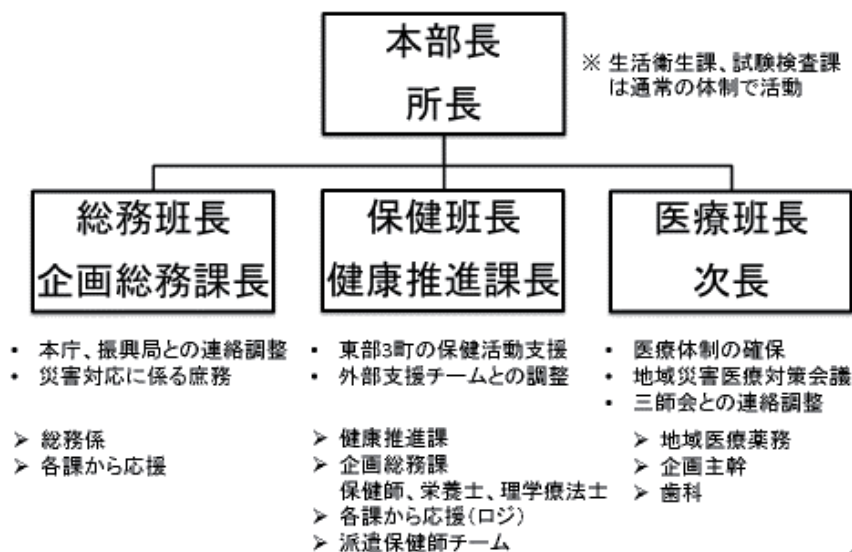 本部長
所長
※ 生活衛生課、試験検査課
は通常の体制で活動
総務班長
企画総務課長
保健班長
健康推進課長
医療班長
次長
• 本庁、振興局との連絡調整
• 災害対応に係る庶務
➢ 総務係
➢ 各課から応援
• 東部3町の保健活動支援
• 外部支援チームとの調整
➢ 健康推進課
➢ 企画総務課
保健師、栄養士、理学療法士
➢ 各課から応援(ロジ)
➢ 派遣保健師チーム
• 医療体制の確保
• 地域災害医療対策会議
• 三師会との連絡調整
➢ 地域医療薬務
➢ 企画主幹
➢ 歯科